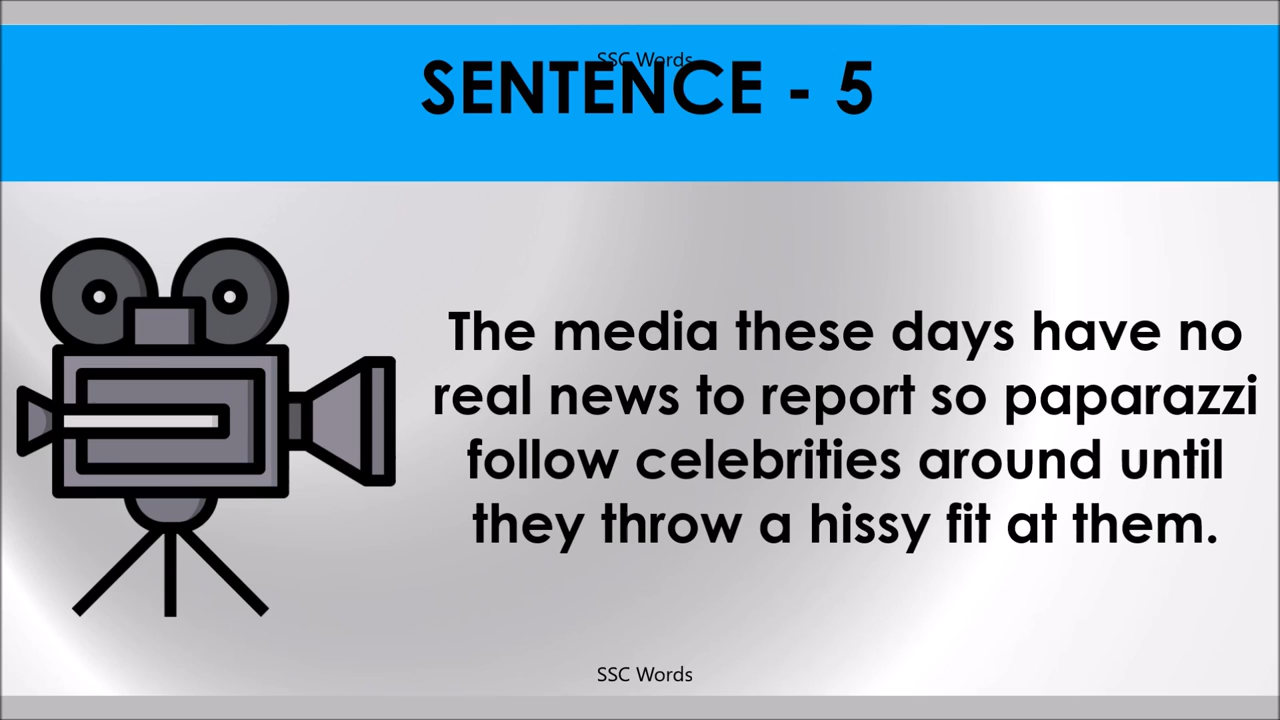 SSC Words
SENTENCE - 5
The media these days have no
real news to report so paparazzi
follow celebrities around until
they throw a hissy fit at them.
SSC Words